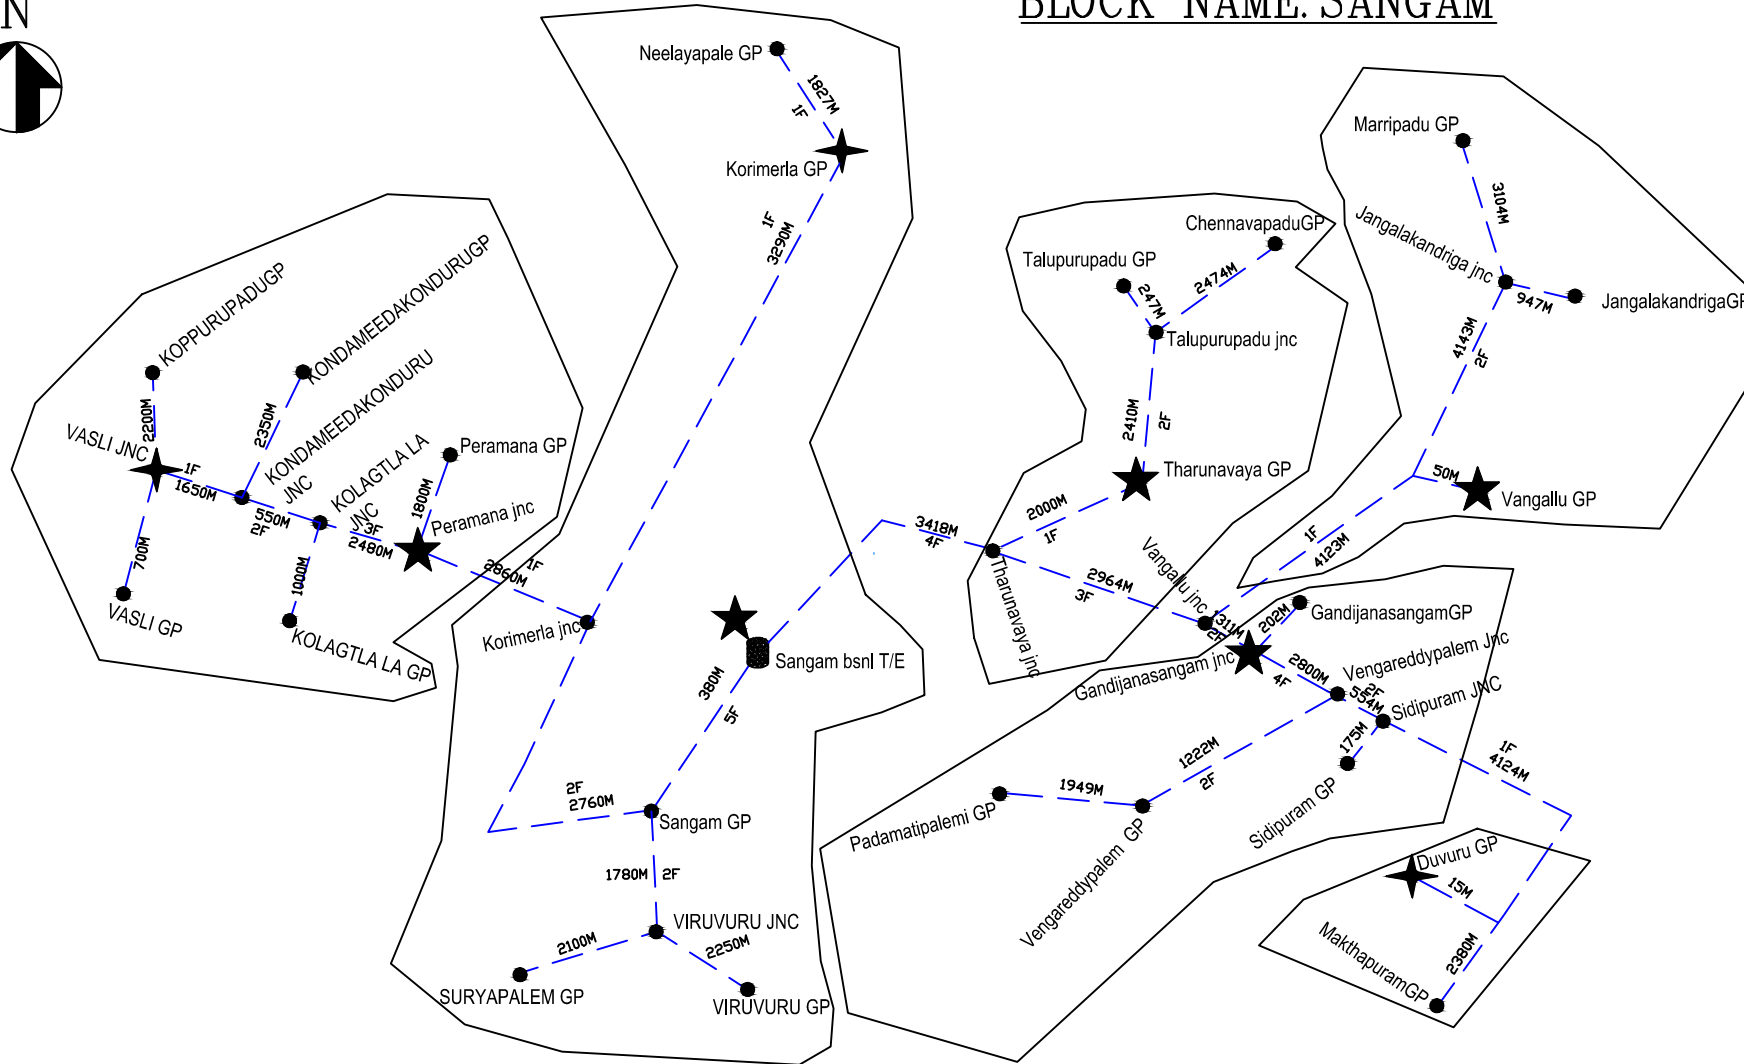 N
BLOCK NAME.SANGAM
Neelayapale GP
1827M
1F
Korimerla GP
1F
3290M
KOPPURUPADUGP
KONDAMEEDAKONDURUGP
KONDAMEEDAKONDURU
JNC
KOLAGTLA LA
JNC
VASLI JNC
2200M
2350M
1F
1650M
550M
2F
3F
2480M
Peramana GP
1800M
Peramana jnc
1F
2860M
700M
VASLI GP
1000M
KOLAGTLA LA GP
Korimerla jnc
Sangam bsnl T/E
380M
5F
2F
2760M
Sangam GP
1780M
2F
VIRUVURU JNC
2100M
2250M
SURYAPALEM GP
VIRUVURU GP
3418M
4F
ChennavapaduGP
Talupurupadu GP
247M
2474M
Talupurupadu jnc
2410M
2F
Tharunavaya GP
2000M
1F
Tharunavaya jnc
2964M
3F
Marripadu GP
3104M
Jangalakandriga jnc
947M
JangalakandrigaGP
4143M
2F
50M
Vangallu GP
1F
4123M
Vangallu jnc
1311M
2F
202M
GandijanasangamGP
Gandijanasangam jnc
2800M
4F
Vengareddypalem Jnc
2F
554M
Sidipuram JNC
175M
Sidipuram GP
1222M
2F
1949M
Padamatipalemi GP
Vengareddypalem GP
1F
4124M
Duvuru GP
15M
2380M
MakthapuramGP